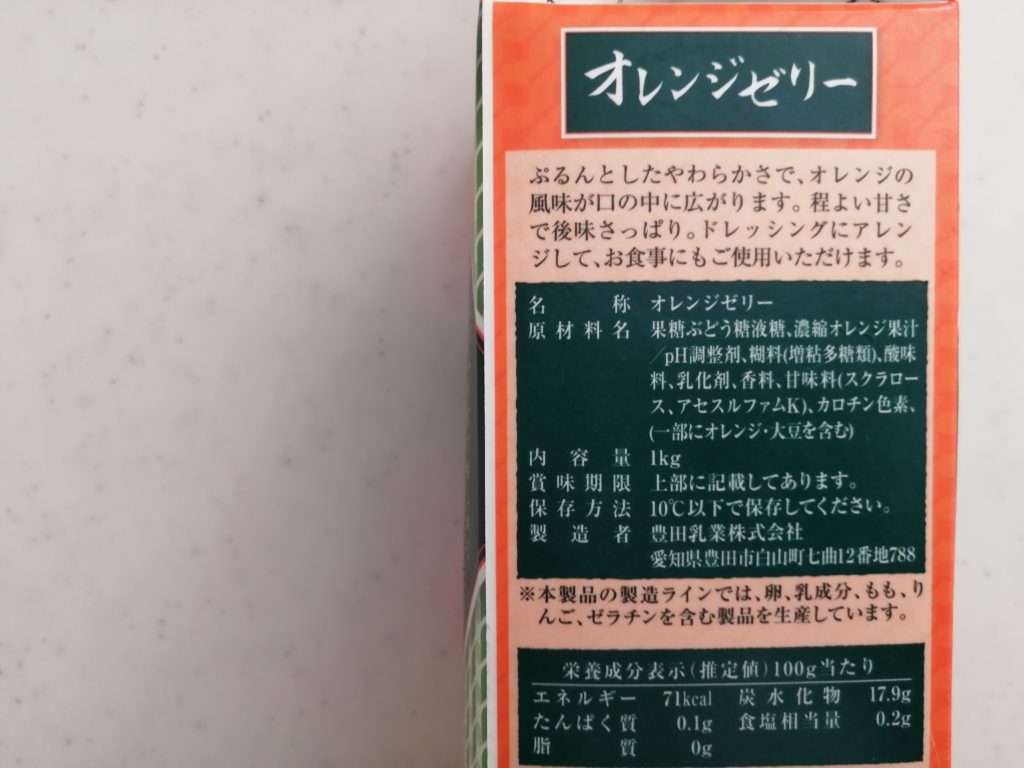 オレンジゼリー
ぷるんとしたやわらかさで、オレンジの
風味が口の中に広がります。程よい甘さ
で後味さっぱり。ドレッシングにアレン
ジして、お食事にもご使用いただけます。
名称 オレンジゼリー
原材料名 果糖ぶどう糖液糖、濃縮オレンジ果汁
/pH調整剤、糊料(増粘多糖類)、酸味
料、乳化剤、香料、甘味料(スクラロー
ス、アセスルファムK)、カロチン色素、
(一部にオレンジ・大豆を含む)
内容量 1kg
賞味期限 上部に記載してあります。
保存方法 10℃以下で保存してください。
製造者 豊田乳業株式会社
愛知県豊田市白山町七曲12番地788
※本製品の製造ラインでは、卵、乳成分、もも、り
んご、ゼラチンを含む製品を生産しています。
栄養成分表示(推定値)100g当たり
エネルギー 71kcal 炭水化物 17.9g
たんぱく質 0.1g 食塩相当量 0.2g
脂質 0g